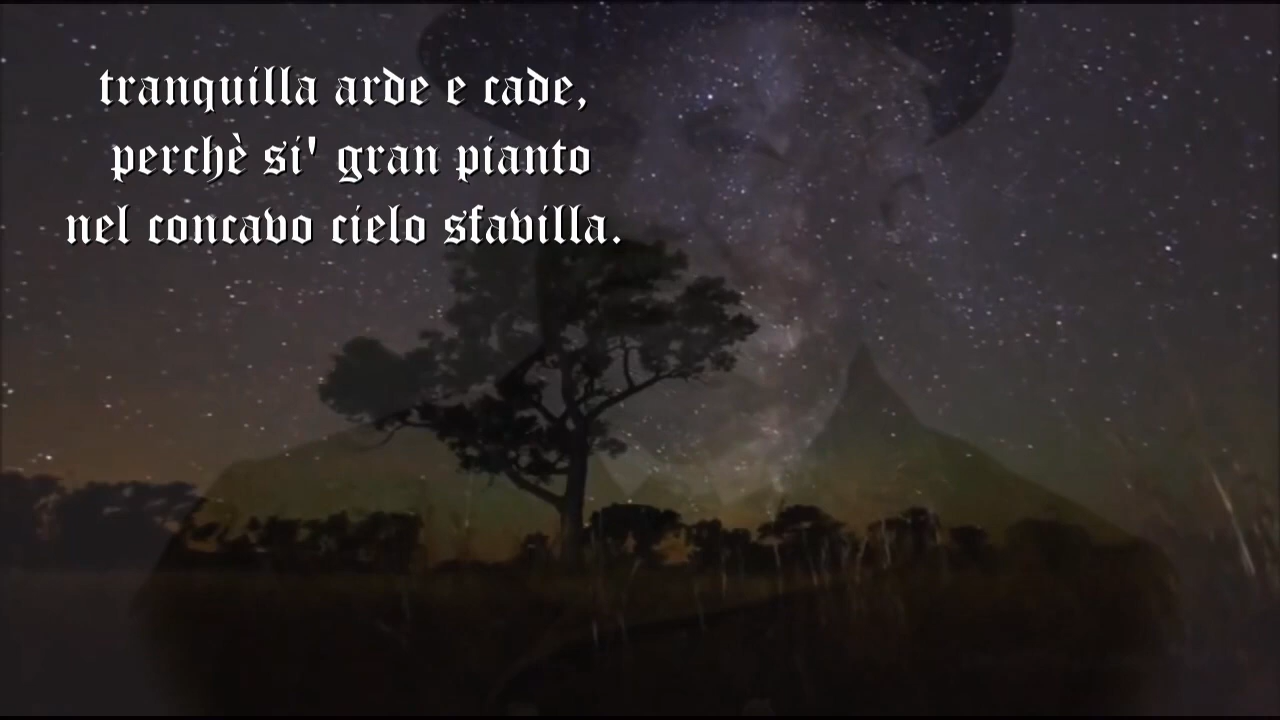 tranquilla arde e cade,
perchè si' gran pianto
nel concavo cielo sfavilla.